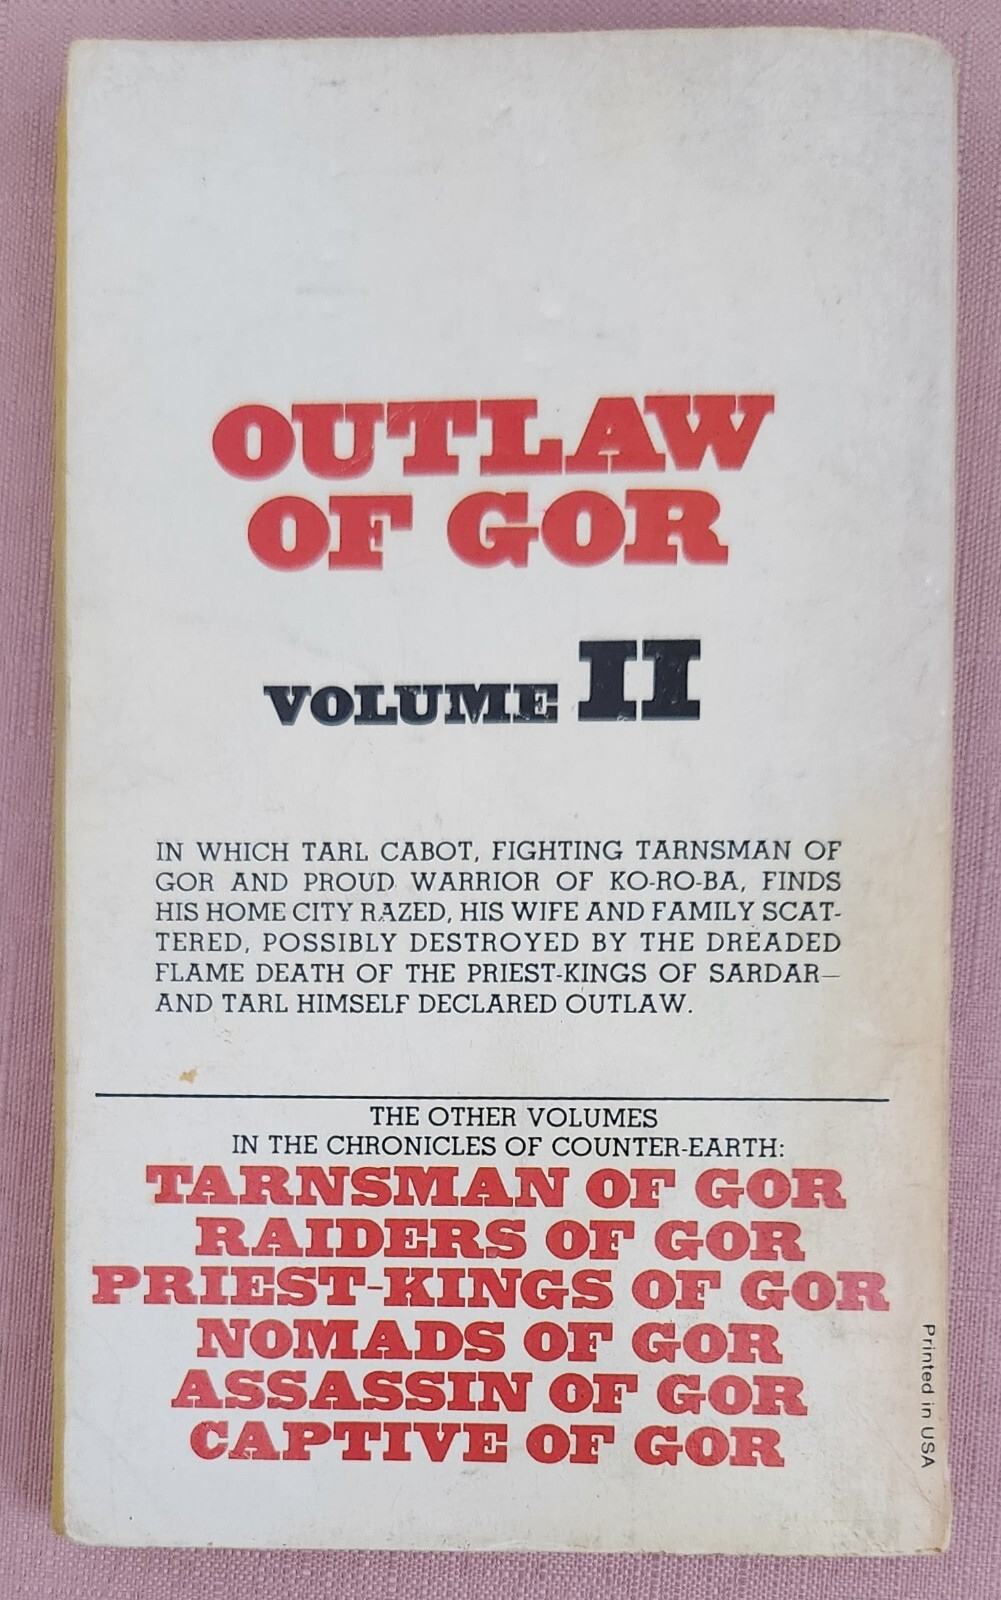 OUTLAW
OF GOR
VOLUME II
IN WHICH TARL CABOT, FIGHTING TARNSMAN OF
GOR AND PROUD WARRIOR OF KO-RO-BA, FINDS
HIS HOME CITY RAZED, HIS WIFE AND FAMILY SCAT-
TERED, POSSIBLY DESTROYED BY THE DREADED
FLAME DEATH OF THE PRIEST-KINGS OF SARDAR—
AND TARL HIMSELF DECLARED OUTLAW.
THE OTHER VOLUMES
IN THE CHRONICLES OF COUNTER-EARTH:
TARNSMAN OF GOR
RAIDERS OF GOR
PRIEST-KINGS OF GOR
NOMADS OF GOR
ASSASSIN OF GOR
CAPTIVE OF GOR
Printed in USA